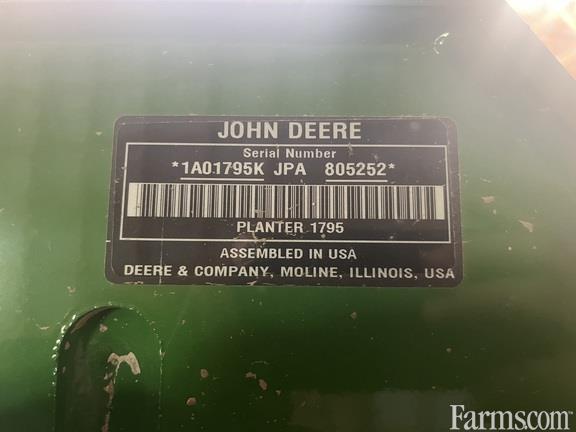 JOHN DEERE
Serial Number
*1A01795K JPA 805252*
PLANTER 1795
ASSEMBLED IN USA
DEERE & COMPANY, MOLINE, ILLINOIS, USA
Farms.com